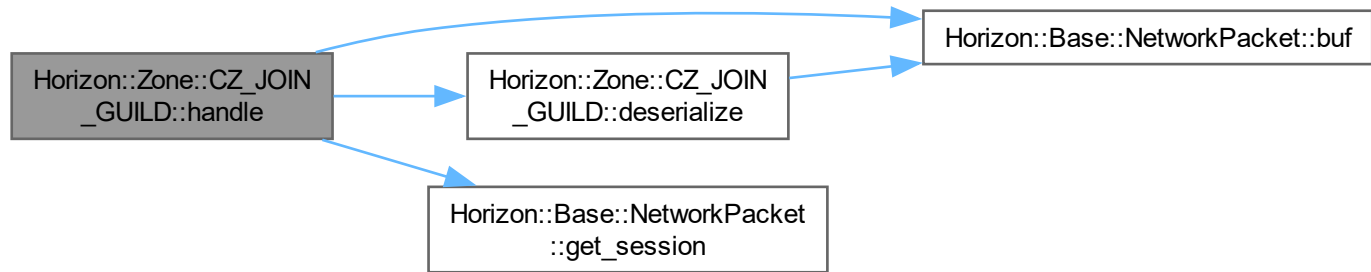 Horizon::Zone::CZ_JOIN
_GUILD::handle
Horizon::Zone::CZ_JOIN
_GUILD::deserialize
Horizon::Base::NetworkPacket::buf
Horizon::Base::NetworkPacket
::get_session